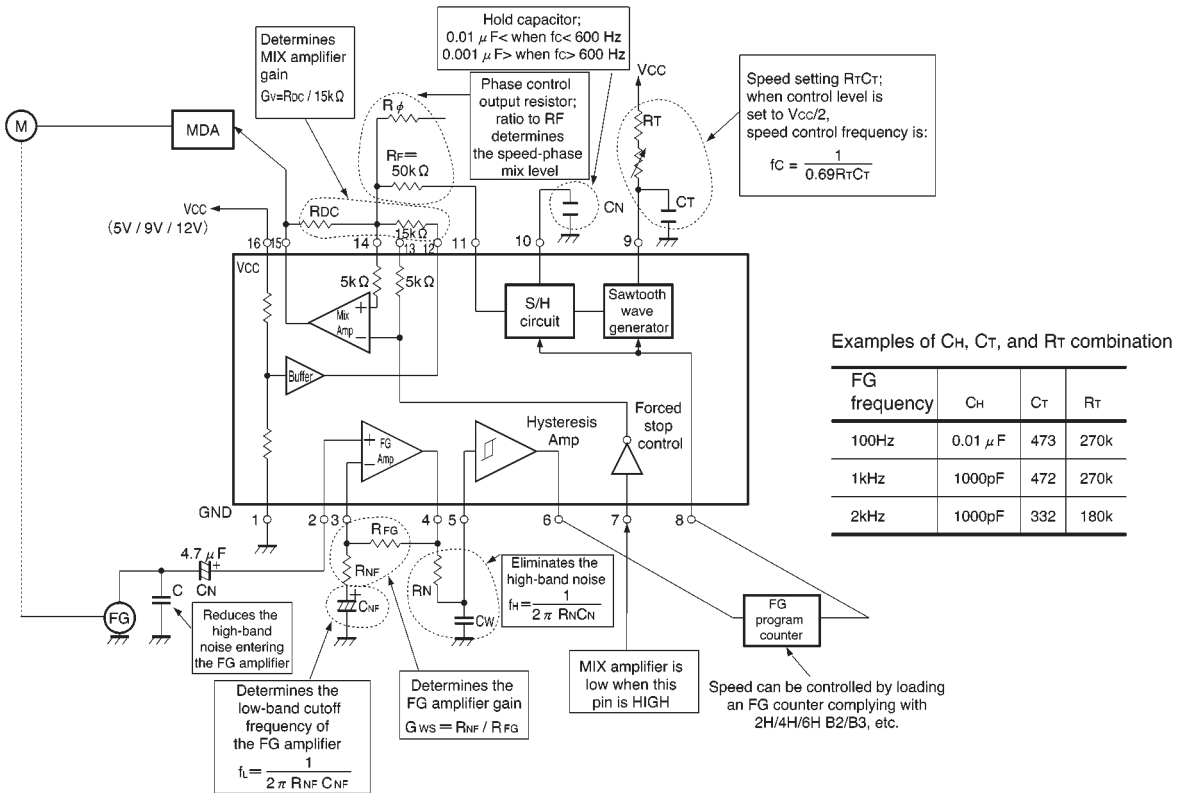 Hold capacitor;
0.01 μF< when fc< 600 Hz
0.001 μF> when fc> 600 Hz
Determines
MIX amplifier
gain
GV=RDC / 15kΩ
Phase control
output resistor;
ratio to RF
determines
the speed-phase
mix level
VCC
Speed setting RTCT;
when control level is
set to VCC/2,
speed control frequency is:
fC = 1
0.69RTCT
M
MDA
Rφ
RF=
50kΩ
RT
CT
CN
VCC
(5V / 9V / 12V)
RDC
15kΩ
16
15
14
13
12
11
10
9
VCC
5kΩ
5kΩ
Mix
Amp
+
−
S/H
circuit
Sawtooth
wave
generator
Buffer
Examples of CH, CT, and RT combination
FG
frequency CH CT RT
100Hz 0.01 μF 473 270k
1kHz 1000pF 472 270k
2kHz 1000pF 332 180k
+
−
FG
Amp
Hysteresis
Amp
Forced
stop
control
GND
1
2
3
4
5
6
7
8
4.7 μF
+
CN
C
FG
RFG
RNF
+
CNF
RN
CW
Reduces the
high-band
noise entering
the FG amplifier
Eliminates the
high-band noise
fH= 1
2π RNCN
FG
program
counter
Determines the
low-band cutoff
frequency of
the FG amplifier
fL= 1
2π RNF CNF
Determines the
FG amplifier gain
GWS = RNF / RFG
MIX amplifier is
low when this
pin is HIGH
Speed can be controlled by loading
an FG counter complying with
2H/4H/6H B2/B3, etc.